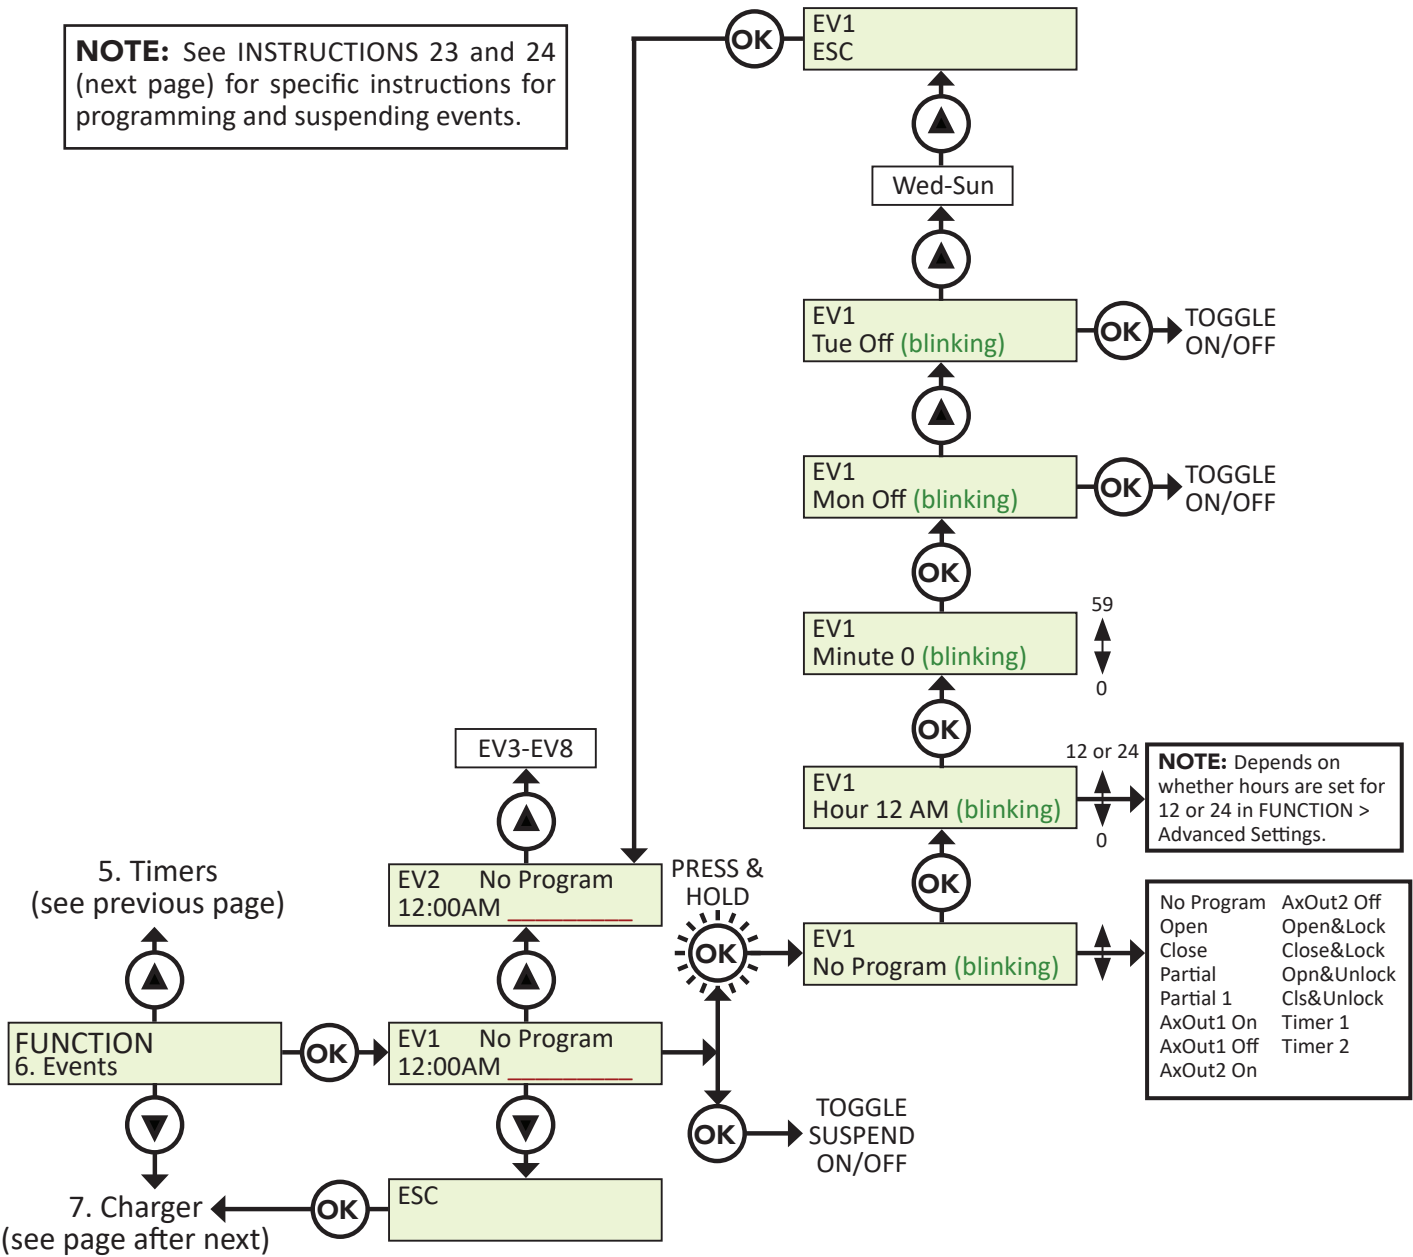 NOTE: See INSTRUCTIONS 23 and 24
(next page) for specific instructions for
programming and suspending events.
OK
EV1
ESC
Wed-Sun
EV1
Tue Off (blinking)
OK
TOGGLE
ON/OFF
EV1
Mon Off (blinking)
OK
TOGGLE
ON/OFF
OK
EV1
Minute 0 (blinking)
59
0
OK
EV1
Hour 12 AM (blinking)
12 or 24
0
NOTE: Depends on
whether hours are set for
12 or 24 in FUNCTION >
Advanced Settings.
OK
EV1
No Program (blinking)
No Program
Open
Close
Partial
Partial 1
AxOut1 On
AxOut1 Off
AxOut2 On
AxOut2 Off
Open&Lock
Close&Lock
Opn&Unlock
Cls&Unlock
Timer 1
Timer 2
EV3-EV8
EV2 No Program
12:00AM __________
PRESS &
HOLD
OK
5. Timers
(see previous page)
FUNCTION
6. Events
OK
EV1 No Program
12:00AM __________
OK
TOGGLE
SUSPEND
ON/OFF
ESC
OK
7. Charger
(see page after next)